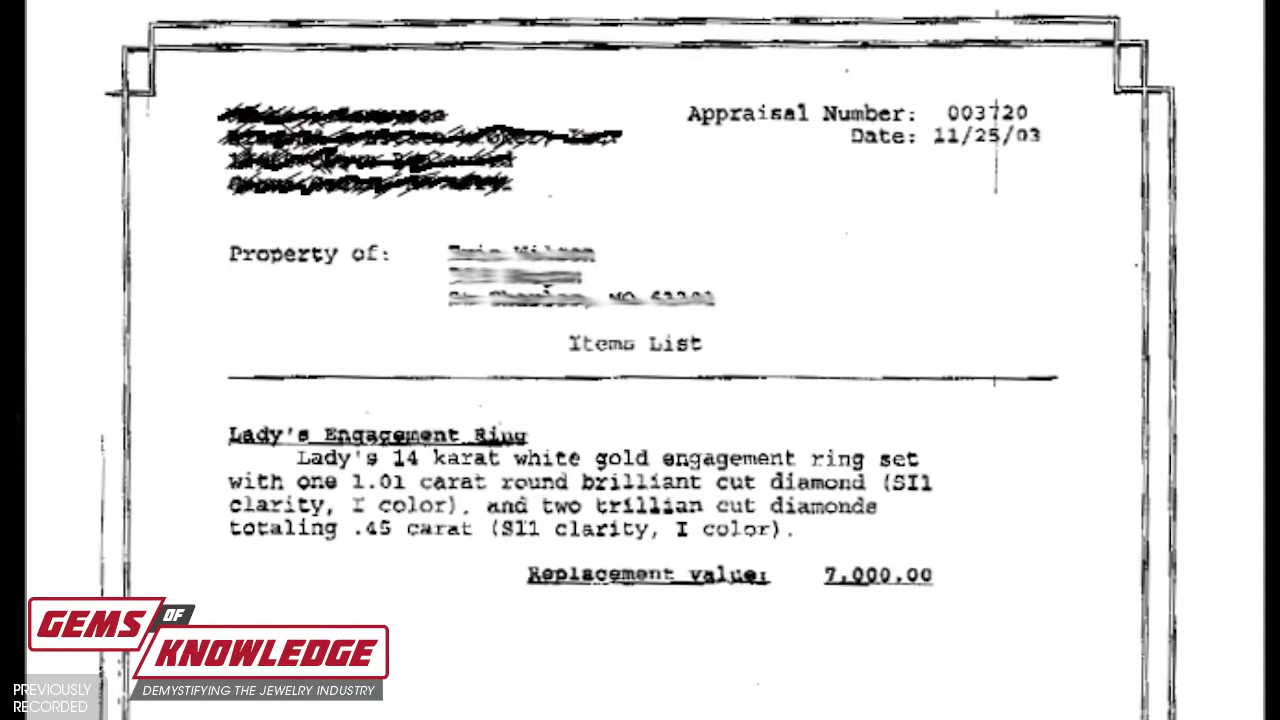 Appraisal Number: 003720
Date: 11/25/03
Property of:
MO
Items List
Lady's Engagement Ring
Lady's 14 karat white gold engagement ring set
with one 1.01 carat round brilliant cut diamond (SI1
clarity, I color), and two trillian cut diamonds
totaling .45 carat (SI1 clarity, I color).
Replacement value: 7,000.00
GEMS OF
KNOWLEDGE
DEMYSTIFYING THE JEWELRY INDUSTRY
PREVIOUSLY
RECORDED